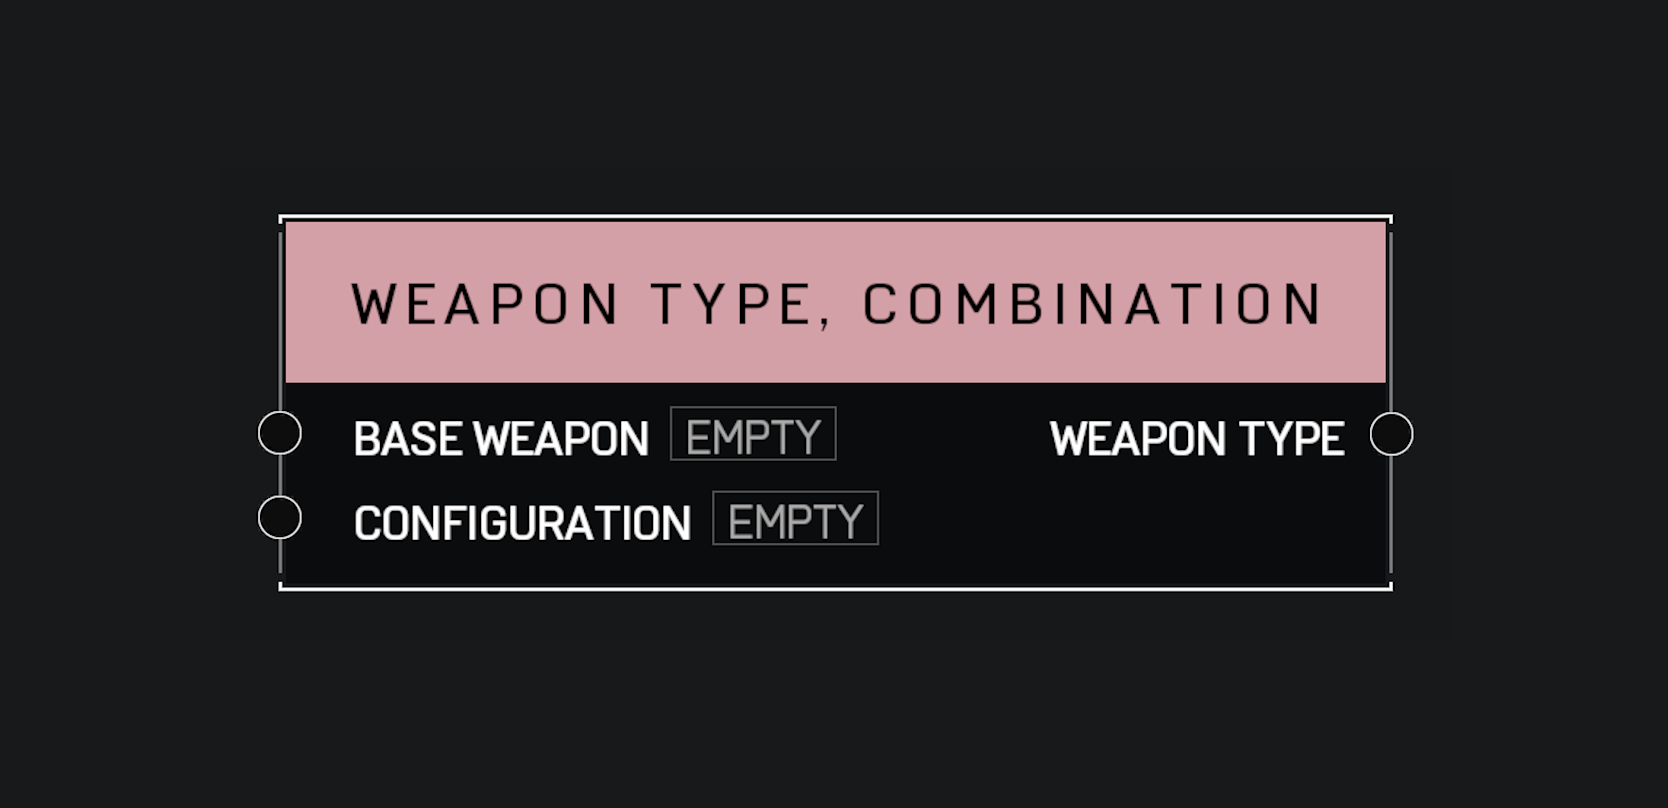 WEAPON TYPE, COMBINATION
BASE WEAPON EMPTY WEAPON TYPE
CONFIGURATION EMPTY